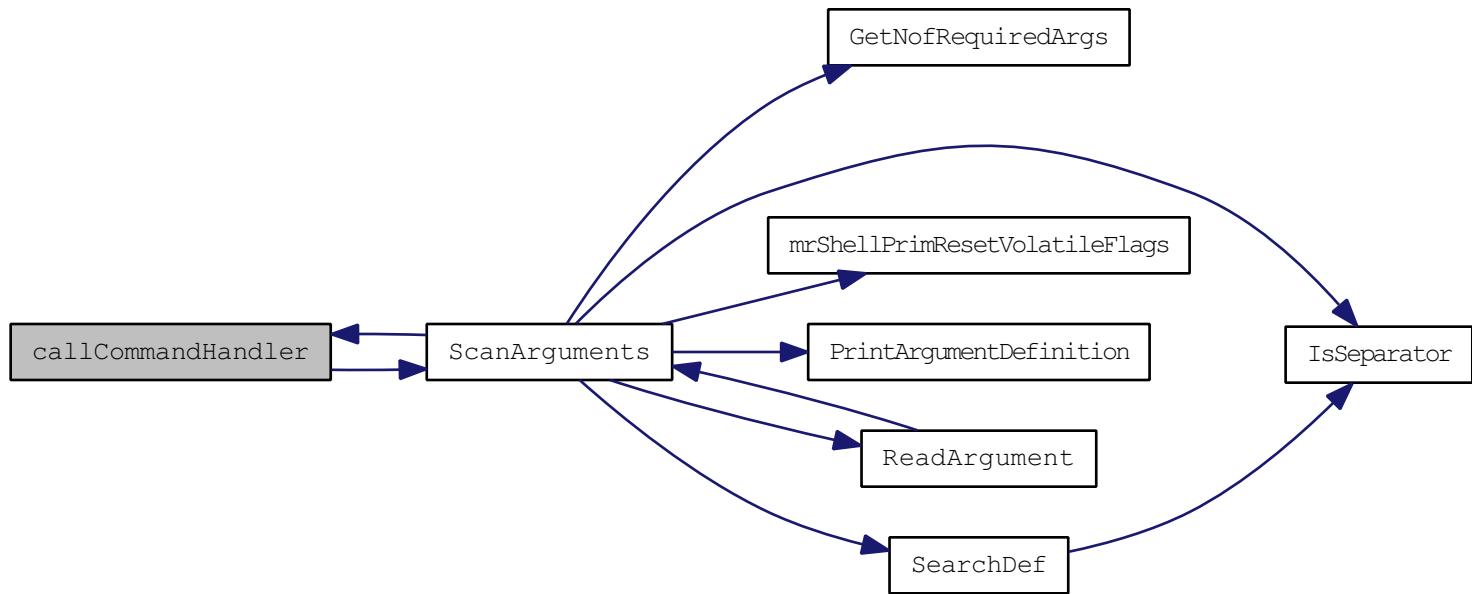 GetNofRequiredArgs
mrShellPrimResetVolatileFlags
callCommandHandler
ScanArguments
PrintArgumentDefinition
IsSeparator
ReadArgument
SearchDef